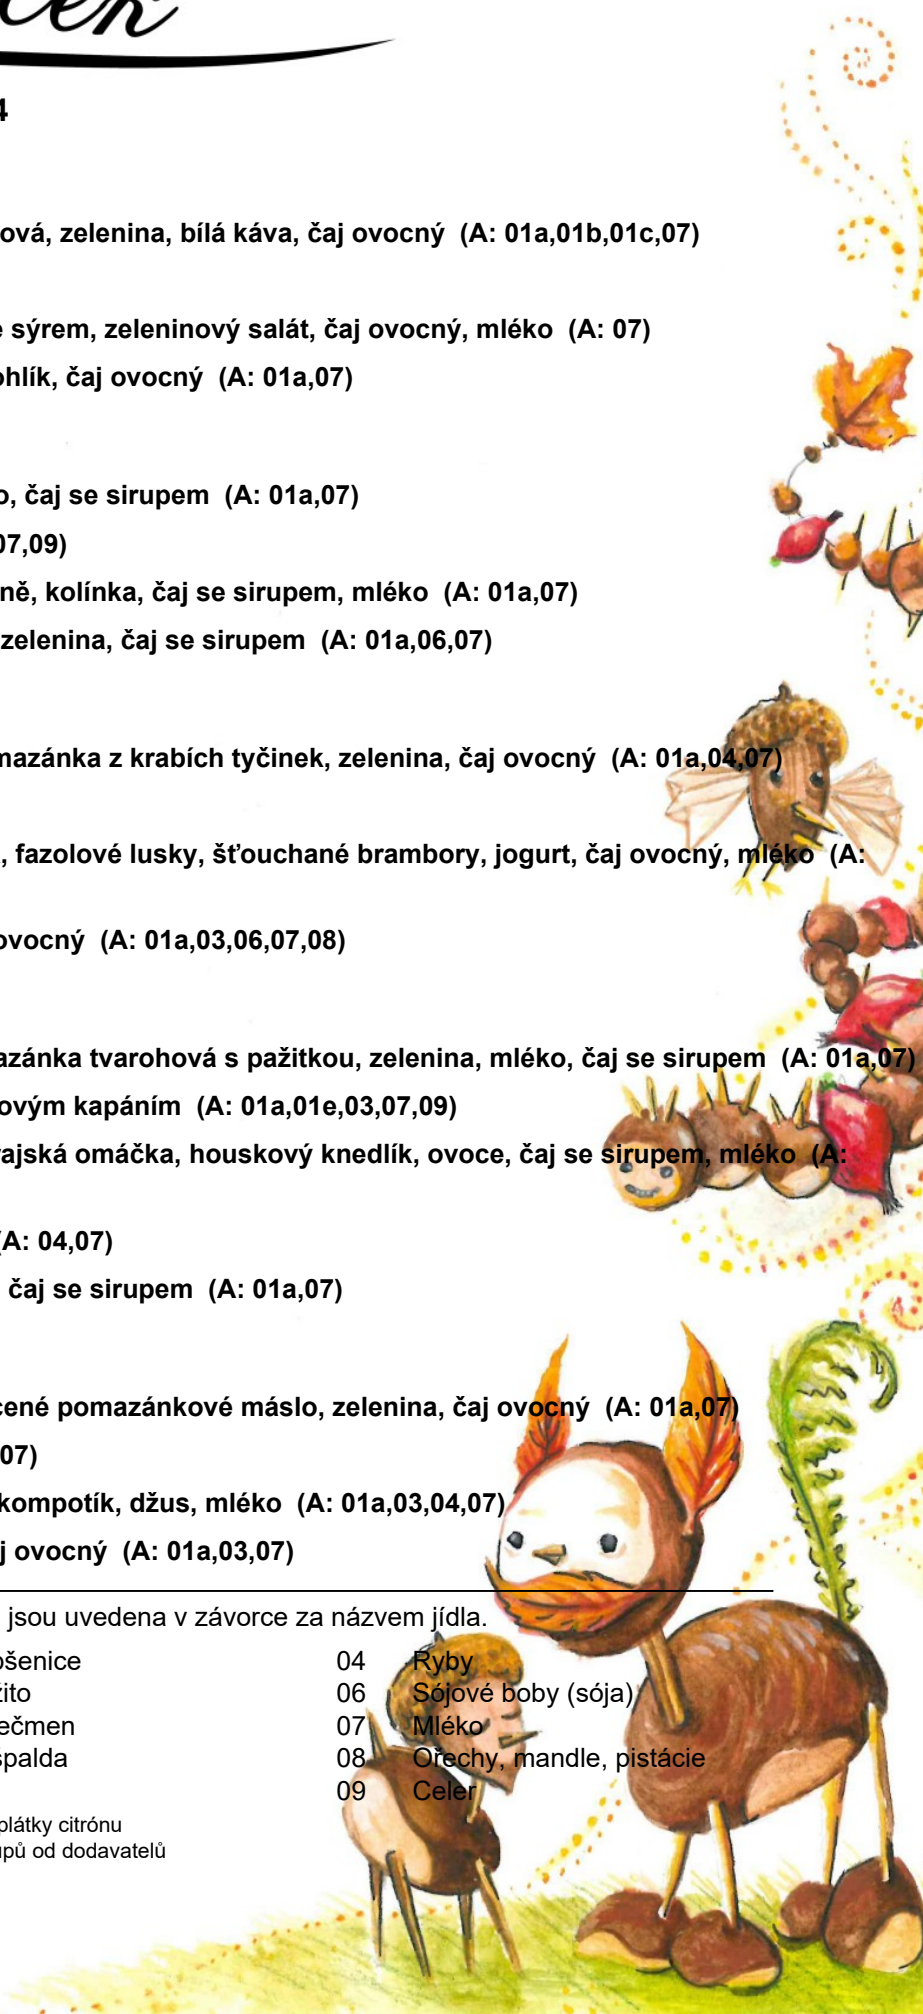 4
ová, zelenina, bílá káva, čaj ovocný (A: 01a,01b,01c,07)
e sýrem, zeleninový salát, čaj ovocný, mléko (A: 07)
ohlík, čaj ovocný (A: 01a,07)
o, čaj se sirupem (A: 01a,07)
07,09)
ně, kolínka, čaj se sirupem, mléko (A: 01a,07)
zelenina, čaj se sirupem (A: 01a,06,07)
mazánka z krabích tyčinek, zelenina, čaj ovocný (A: 01a,04,07)
, fazolové lusky, šťouchané brambory, jogurt, čaj ovocný, mléko (A:
ovocný (A: 01a,03,06,07,08)
azánka tvarohová s pažitkou, zelenina, mléko, čaj se sirupem (A: 01a,07)
ovým kapáním (A: 01a,01e,03,07,09)
rajská omáčka, houskový knedlík, ovoce, čaj se sirupem, mléko (A:
(A: 04,07)
, čaj se sirupem (A: 01a,07)
cené pomazánkové máslo, zelenina, čaj ovocný (A: 01a,07)
07)
kompotík, džus, mléko (A: 01a,03,04,07)
j ovocný (A: 01a,03,07)
jsou uvedena v závorce za názvem jídla.
pšenice 04 Ryby
žito 06 Sójové boby (sója)
ječmen 07 Mléko
špalda 08 Ořechy, mandle, pistácie
09 Celer
plátky citrónu
upů od dodavatelů